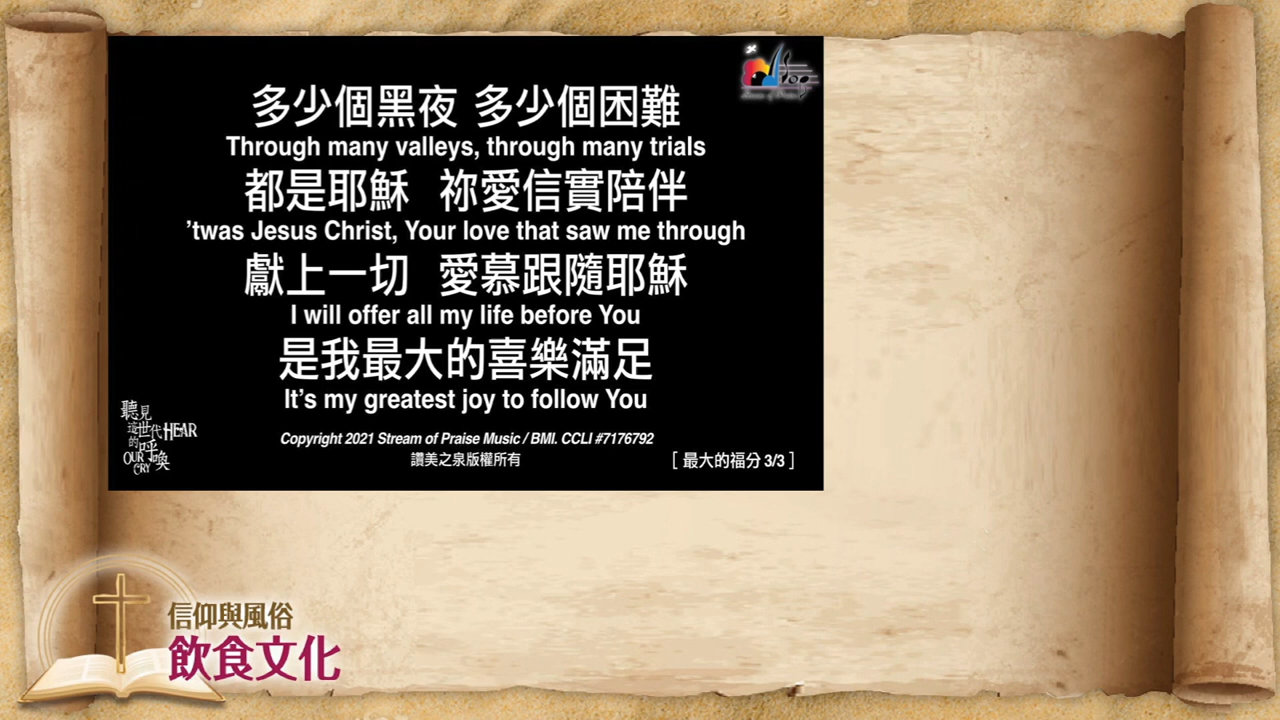 多少個黑夜 多少個困難
Through many valleys, through many trials
都是耶穌 祢愛信實陪伴
’twas Jesus Christ, Your love that saw me through
獻上一切 愛慕跟隨耶穌
I will offer all my life before You
是我最大的喜樂滿足
It’s my greatest joy to follow You
聽見
這世代 HEAR
的呼喚
OUR
CRY
Copyright 2021 Stream of Praise Music / BMI. CCLI #7176792
讚美之泉版權所有
[ 最大的福分 3/3 ]
信仰與風俗
飲食文化